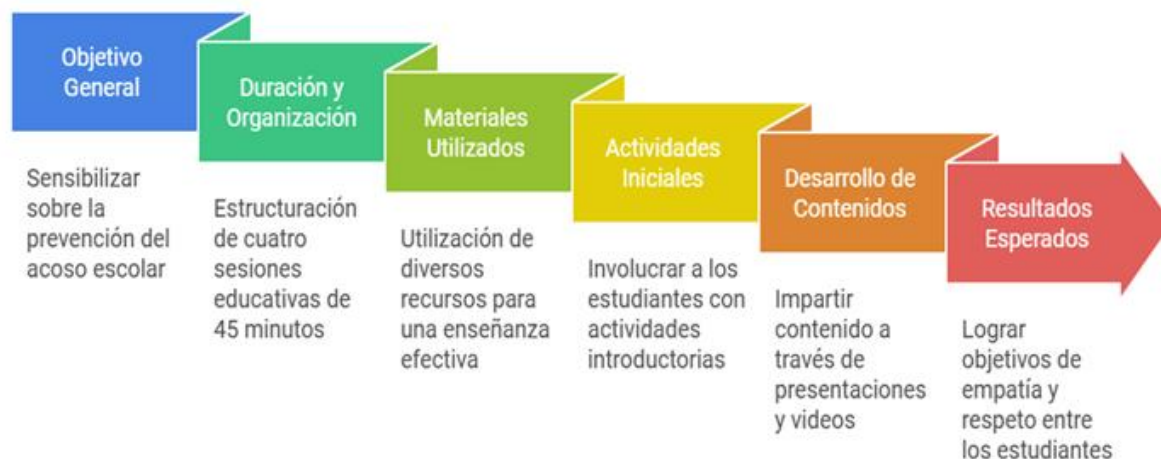 Objetivo
General
Sensibilizar
sobre la
prevención del
acoso escolar
Duración y
Organización
Estructuración
de cuatro
sesiones
educativas de
45 minutos
Materiales
Utilizados
Utilización de
diversos
recursos para
una enseñanza
efectiva
Actividades
Iniciales
Involucrar a los
estudiantes con
actividades
introductorias
Desarrollo de
Contenidos
Impartir
contenido a
través de
presentaciones
y videos
Resultados
Esperados
Lograr
objetivos de
empatía y
respeto entre
los estudiantes